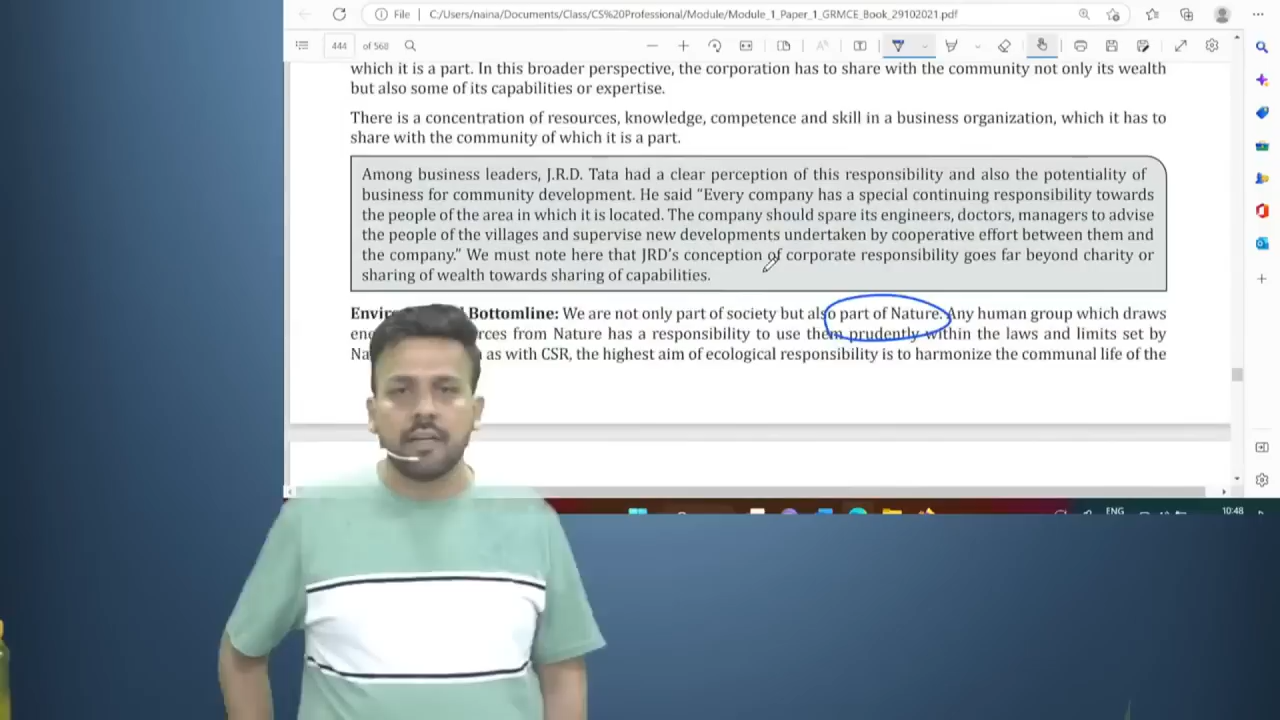 File
C:/Users/naina/Documents/Class/CS%20Professional/Module/Module_1_Paper_1_GRMCE_Book_29102021.pdf
444 of 560
which it is a part. In this broader perspective, the corporation has to share with the community not only its wealth
but also some of its capabilities or expertise.
There is a concentration of resources, knowledge, competence and skill in a business organization, which it has to
share with the community of which it is a part.
Among business leaders, J.R.D. Tata had a clear perception of this responsibility and also the potentiality of
business for community development. He said “Every company has a special continuing responsibility towards
the people of the area in which it is located. The company should spare its engineers, doctors, managers to advise
the people of the villages and supervise new developments undertaken by cooperative effort between them and
the company.” We must note here that JRD’s conception of corporate responsibility goes far beyond charity or
sharing of wealth towards sharing of capabilities.
Bottomline: We are not only part of society but also part of Nature. Any human group which draws
from Nature has a responsibility to use them prudently within the laws and limits set by
as with CSR, the highest aim of ecological responsibility is to harmonize the communal life of the
ENG
10:48